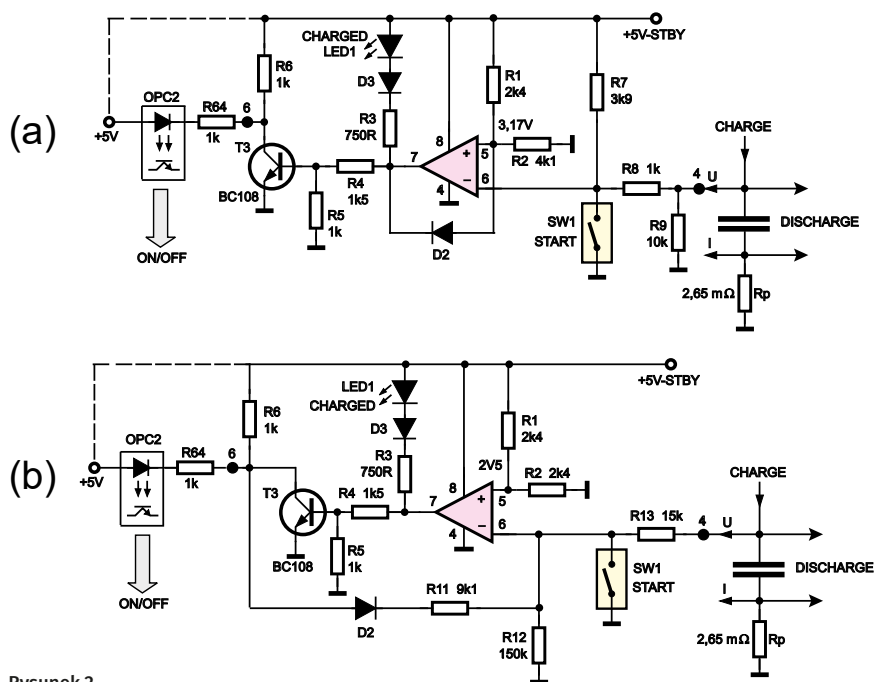 (a)
+5V-STBY
CHARGED
LED1
R6
1k
D3
R1
2k4
R7
3k9
OPC2
R64
6
+5V
1k
R3
750R
3,17V
CHARGE
T3
8
+
5
R2 4k1
7
R8 1k
4
U
BC108
R4
1k5
4
–
6
R5
1k
SW1
START
R9
10k
DISCHARGE
I
D2
ON/OFF
2,65 mΩ
Rp
(b)
+5V-STBY
LED1
CHARGED
R6
1k
D3
R1
2k4
OPC2
R64
6
+5V
1k
R3
750R
2V5
R2 2k4
CHARGE
T3
R4 1k5
7
8
+
5
4
–
6
R13 15k
4
U
BC108
R5
1k
SW1
START
DISCHARGE
ON/OFF
D2
R11 9k1
I
R12
150k
2,65 mΩ
Rp
Rysunek 2